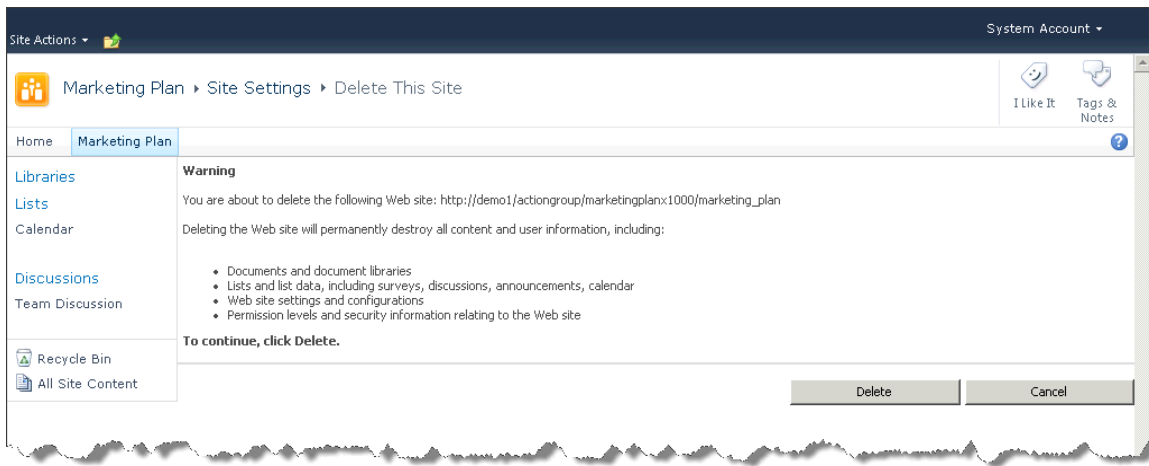 System Account
Site Actions
Marketing Plan Site Settings Delete This Site
I Like It
Tags &
Notes
Home Marketing Plan
Libraries
Lists
Calendar
Discussions
Team Discussion
Recycle Bin
All Site Content
Warning
You are about to delete the following Web site: http://demo1/actiongroup/marketingplanx1000/marketing_plan
Deleting the Web site will permanently destroy all content and user information, including:
• Documents and document libraries
• Lists and list data, including surveys, discussions, announcements, calendar
• Web site settings and configurations
• Permission levels and security information relating to the Web site
To continue, click Delete.
Delete Cancel